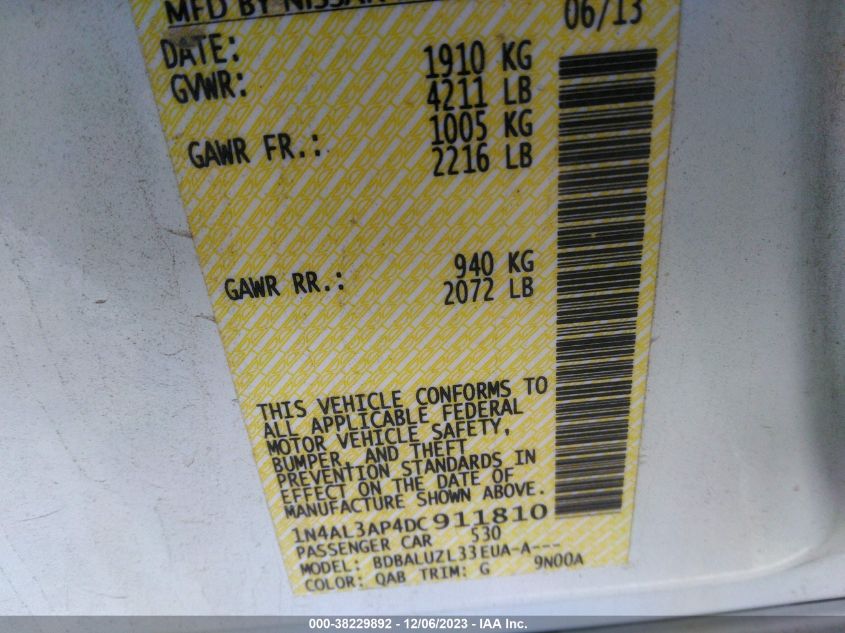 MFD BY NISSAN
DATE: 06/13
GVWR: 1910 KG
4211 LB
GAWR FR.: 1005 KG
2216 LB
GAWR RR.: 940 KG
2072 LB
THIS VEHICLE CONFORMS TO
ALL APPLICABLE FEDERAL
MOTOR VEHICLE SAFETY,
BUMPER, AND THEFT
PREVENTION STANDARDS IN
EFFECT ON THE DATE OF
MANUFACTURE SHOWN ABOVE.
1N4AL3AP4DC911810
PASSENGER CAR 530
MODEL: BDBALUZL33EUA-A---
COLOR: QAB TRIM: G 9N00A
000-38229892 - 12/06/2023 - IAA Inc.